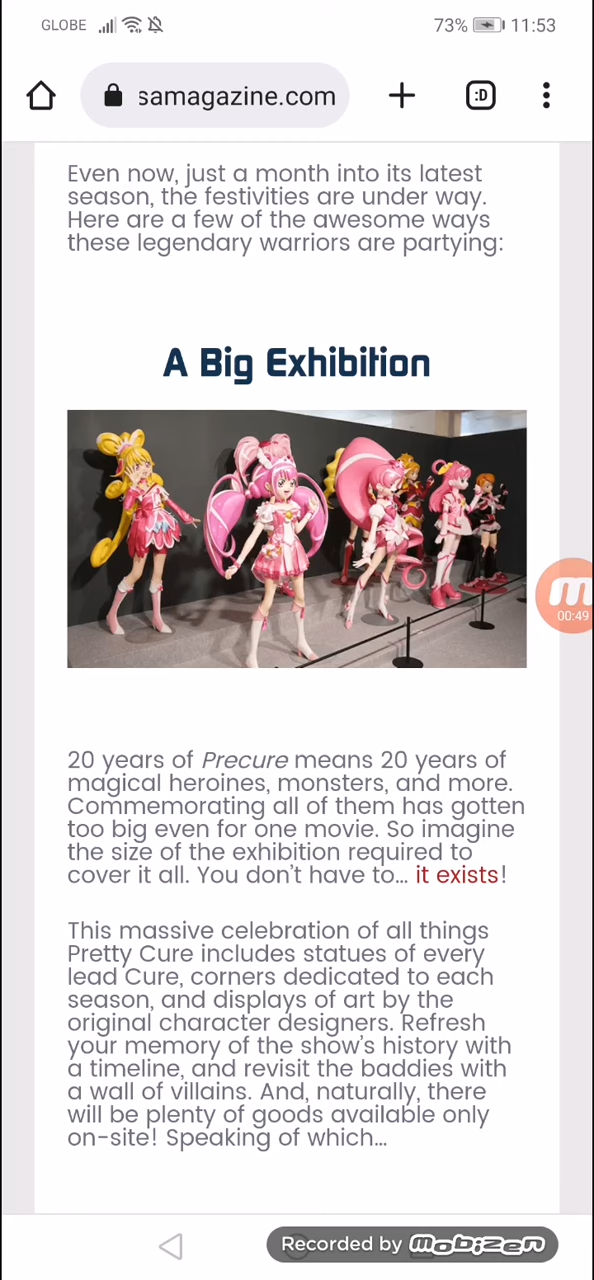 GLOBE 73% 11:53
samagazine.com :D
Even now, just a month into its latest
season, the festivities are under way.
Here are a few of the awesome ways
these legendary warriors are partying:
A Big Exhibition
00:49
20 years of Precure means 20 years of
magical heroines, monsters, and more.
Commemorating all of them has gotten
too big even for one movie. So imagine
the size of the exhibition required to
cover it all. You don’t have to... it exists!
This massive celebration of all things
Pretty Cure includes statues of every
lead Cure, corners dedicated to each
season, and displays of art by the
original character designers. Refresh
your memory of the show’s history with
a timeline, and revisit the baddies with
a wall of villains. And, naturally, there
will be plenty of goods available only
on-site! Speaking of which...
Recorded by mobizen